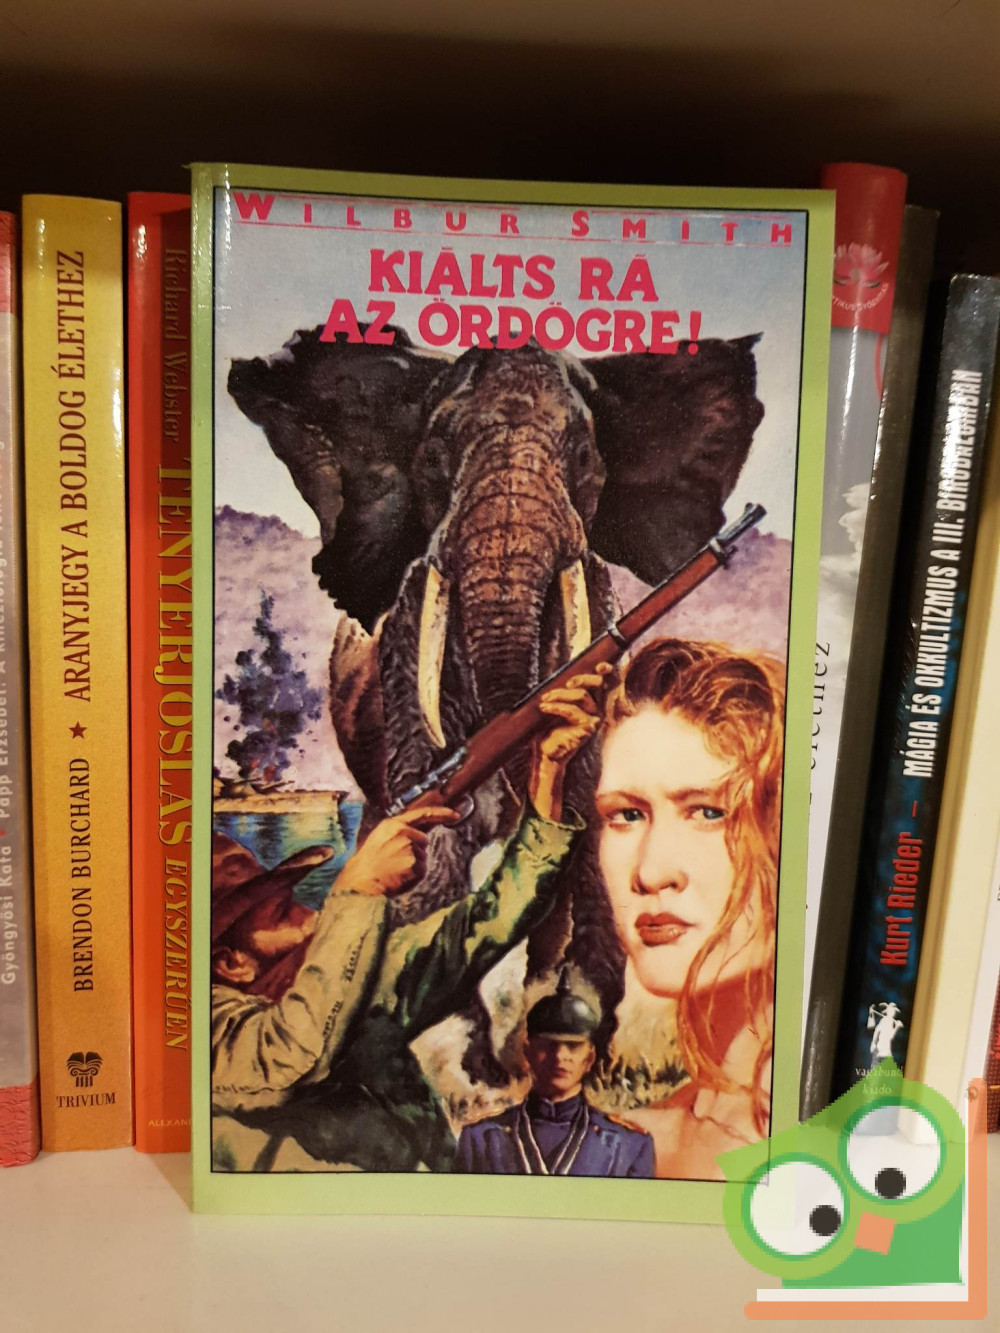 WILBUR SMITH
KIÁLTS RÁ
AZ ÖRDÖGRE!
Gyöngyösi Kata
Papp Erzsébet:
BRENDON BURCHARD ★ ARANYJEGY A BOLDOG ÉLETHEZ
TRIVIUM
Richard Webster
TENYÉRJÓSLÁS EGYSZERŰEN
Kurt Rieder – MÁGIA ÉS OKKULTIZMUS A III. BIRODALOMBAN